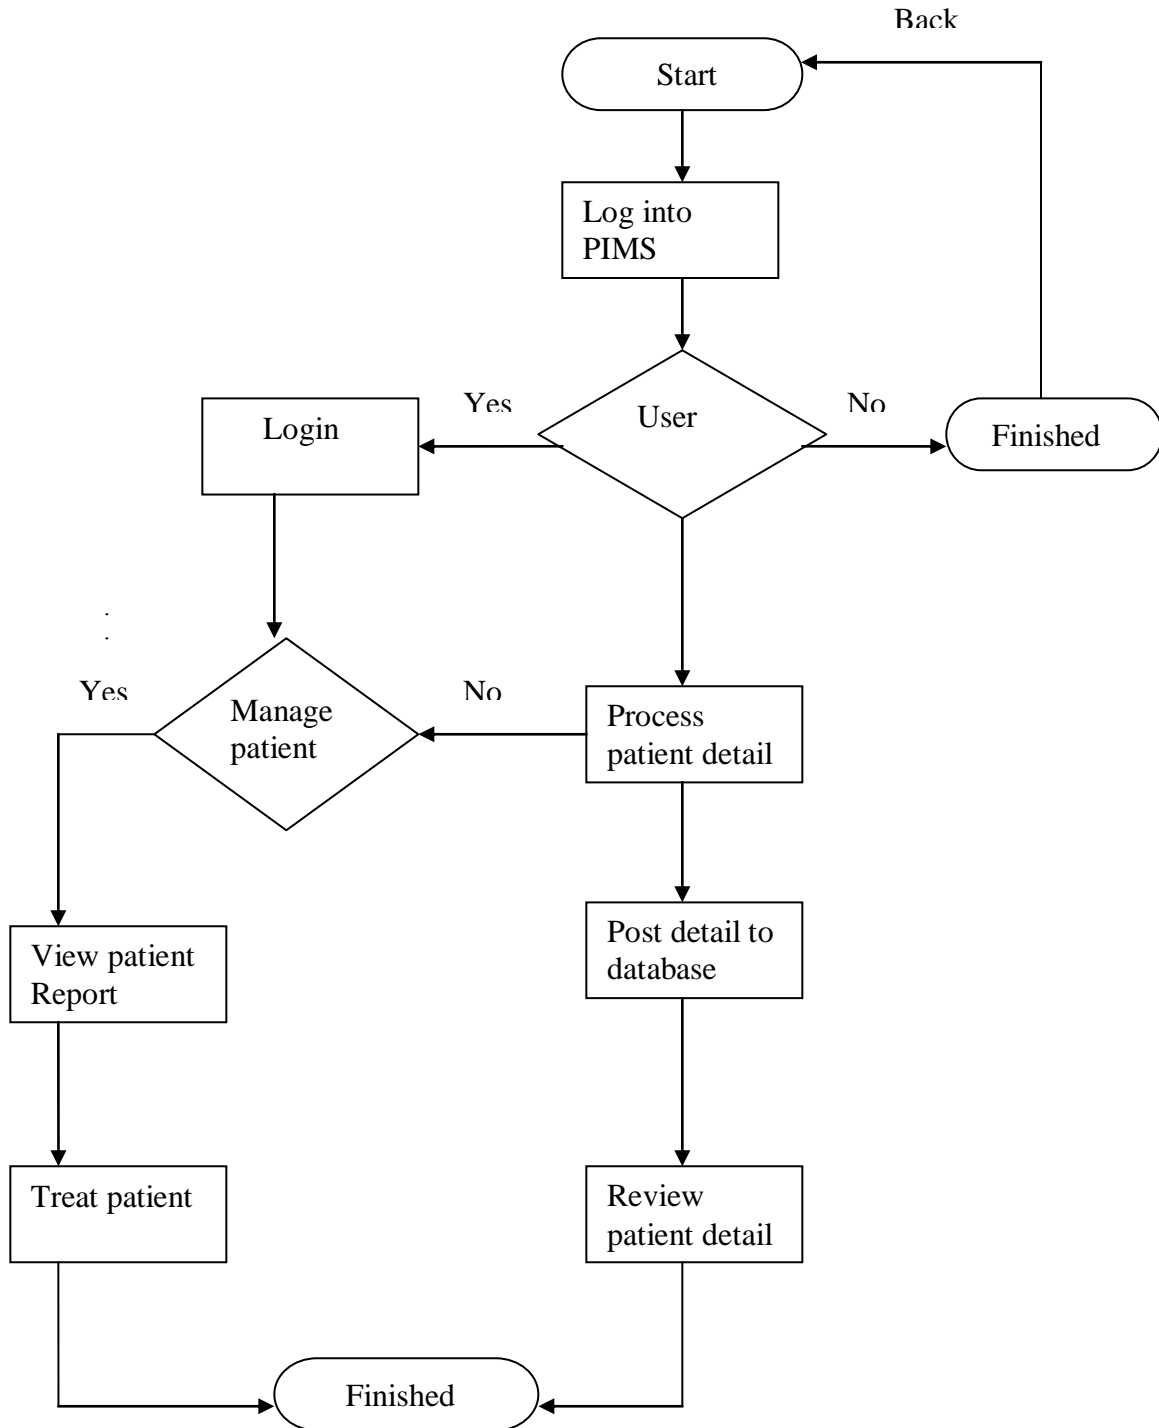 Back
Start
Log into
PIMS
Yes
User
No
Login
Finished
Yes
Manage
patient
No
Process
patient detail
View patient
Report
Post detail to
database
Treat patient
Review
patient detail
Finished